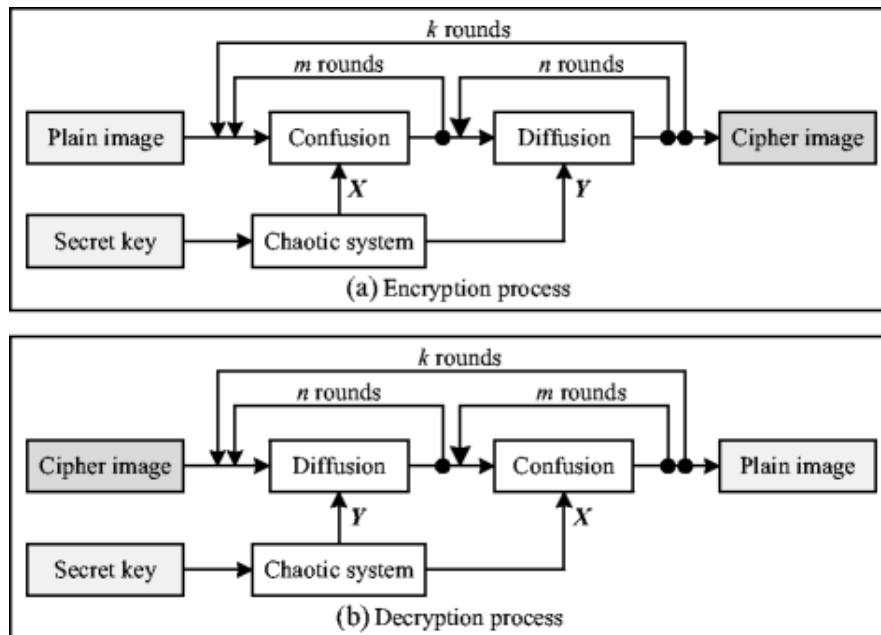 k rounds
m rounds
n rounds
Plain image
Confusion
Diffusion
Cipher image
X
Y
Secret key
Chaotic system
(a) Encryption process
k rounds
n rounds
m rounds
Cipher image
Diffusion
Confusion
Plain image
Y
X
Secret key
Chaotic system
(b) Decryption process